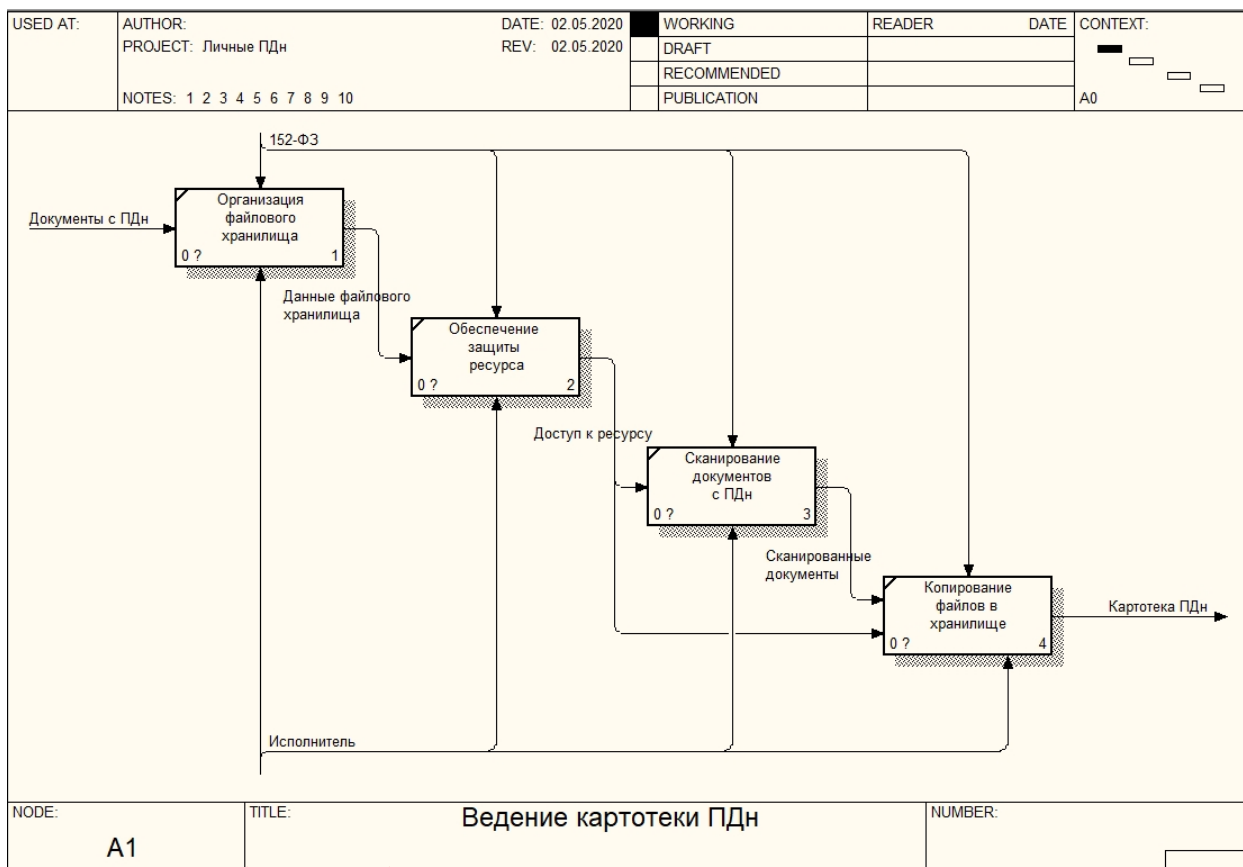 USED AT:
AUTHOR:
DATE: 02.05.2020
PROJECT: Личные ПДн
REV: 02.05.2020
NOTES: 1 2 3 4 5 6 7 8 9 10
WORKING
DRAFT
RECOMMENDED
PUBLICATION
READER
DATE
CONTEXT:
A0
152-ФЗ
Документы с ПДн
Организация
файлового
хранилища
0 ?
1
Данные файлового
хранилища
Обеспечение
защиты
ресурса
0 ?
2
Доступ к ресурсу
Сканирование
документов
с ПДн
0 ?
3
Сканированные
документы
Копирование
файлов в
хранилище
0 ?
4
Картотека ПДн
Исполнитель
NODE:
A1
TITLE:
Ведение картотеки ПДн
NUMBER: